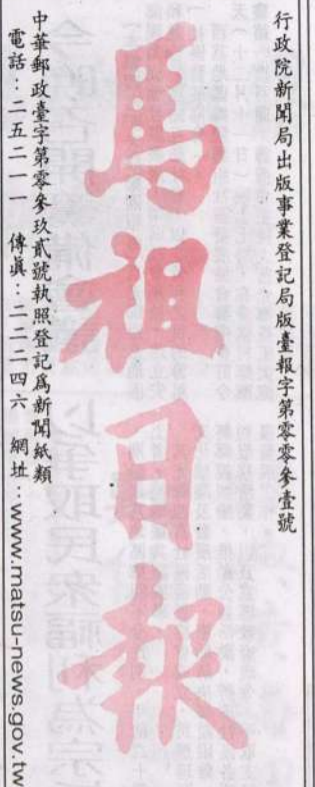 行政院新聞局出版事業登記局版臺報字第零零參壹號
馬祖日報
中華郵政臺字第零參玖貳號執照登記爲新聞紙類
電話：二五二一一　傳眞：二二二四六　網址：www.matsu-news.gov.tw